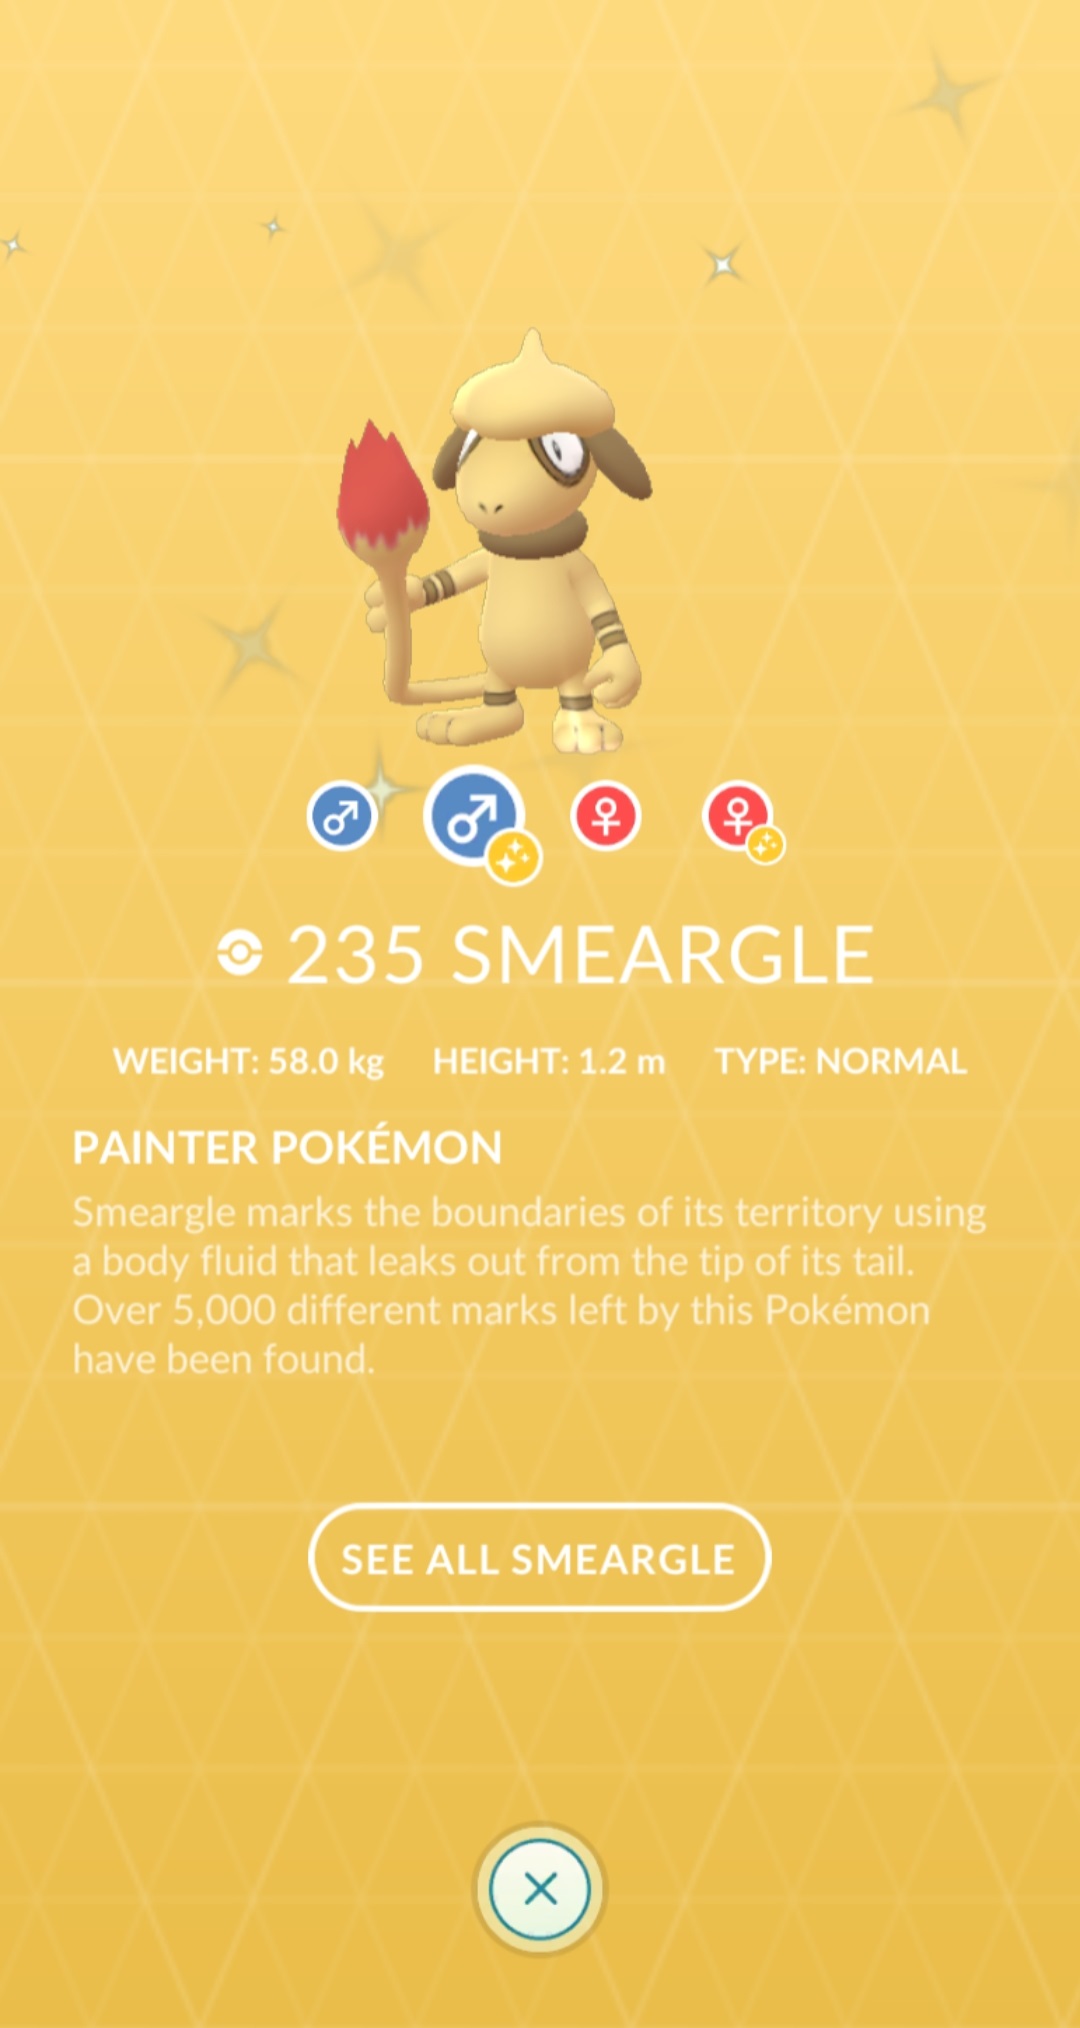 235 SMEARGLE
WEIGHT: 58.0 kg HEIGHT: 1.2 m TYPE: NORMAL
PAINTER POKÉMON
Smeargle marks the boundaries of its territory using
a body fluid that leaks out from the tip of its tail.
Over 5,000 different marks left by this Pokémon
have been found.
SEE ALL SMEARGLE